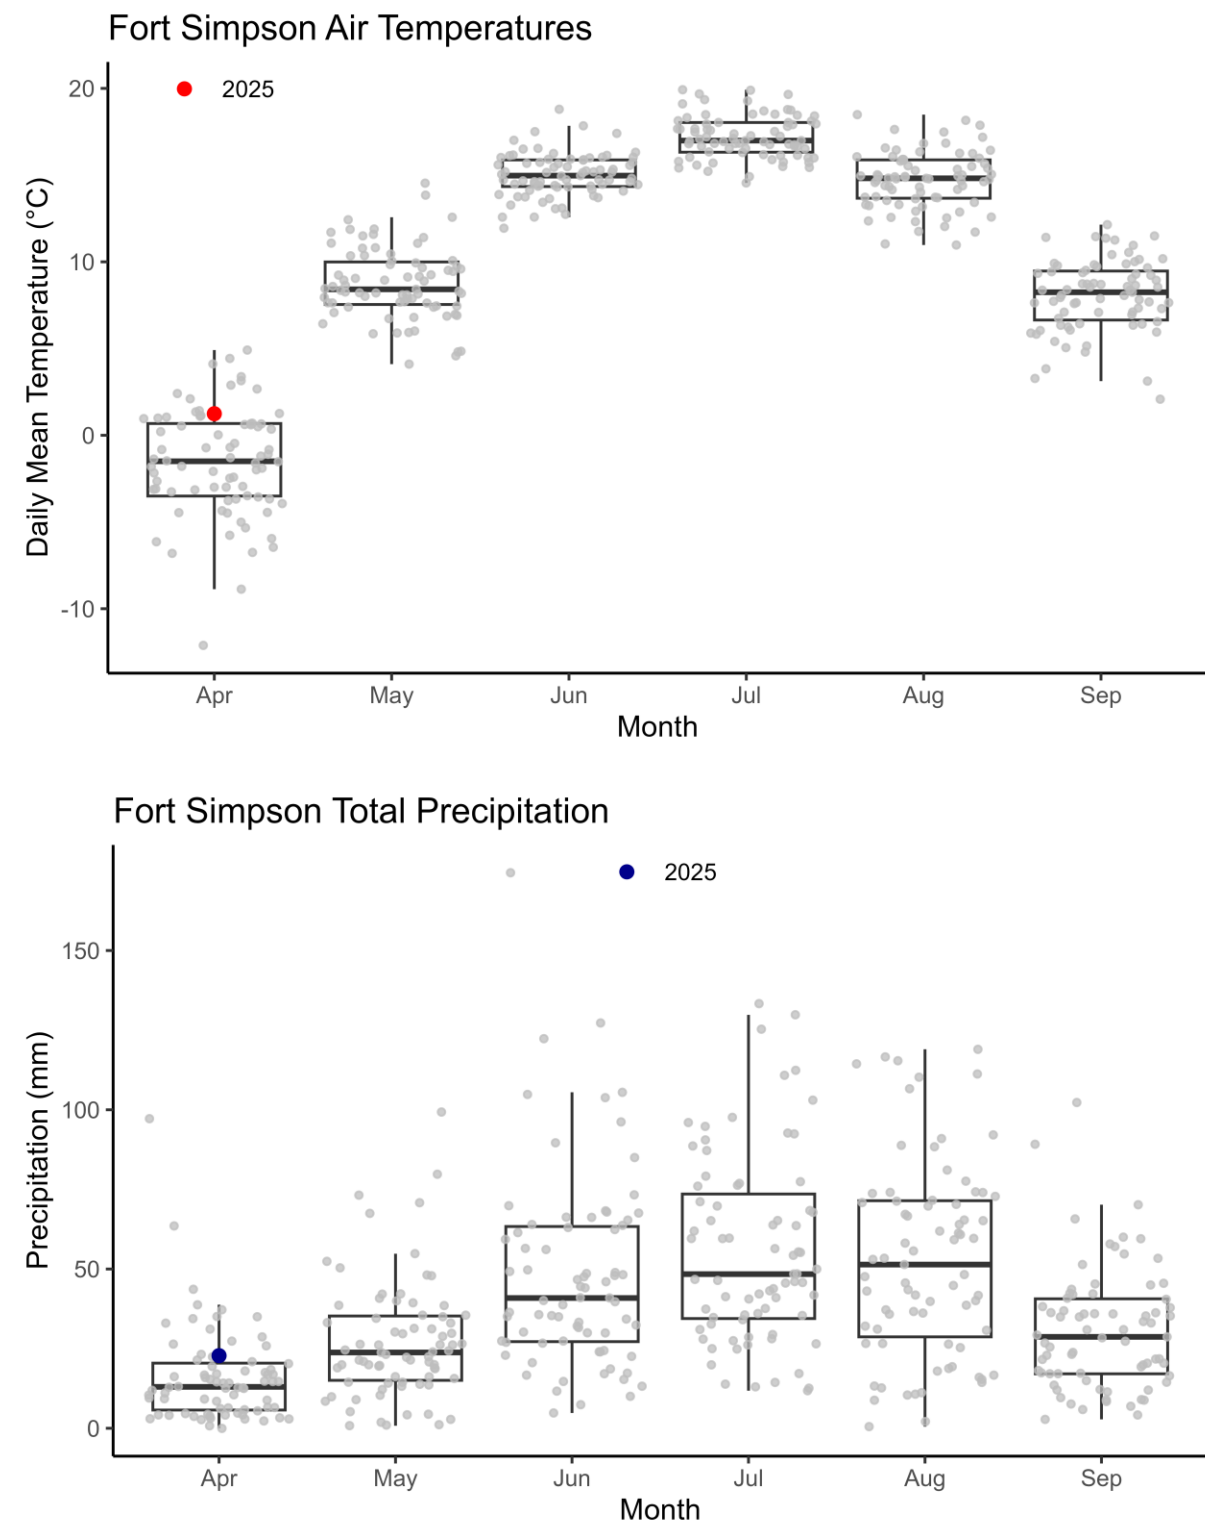 Fort Simpson Air Temperatures
2025
Daily Mean Temperature (°C)
20
10
0
-10
Apr May Jun Jul Aug Sep
Month
Fort Simpson Total Precipitation
2025
Precipitation (mm)
150
100
50
0
Apr May Jun Jul Aug Sep
Month